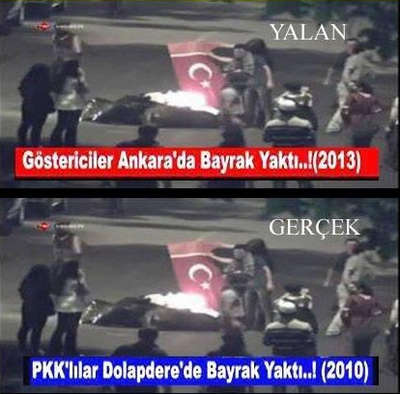 YALAN
Göstericiler Ankara'da Bayrak Yaktı..!(2013)
GERÇEK
PKK'lılar Dolapdere'de Bayrak Yaktı..! (2010)